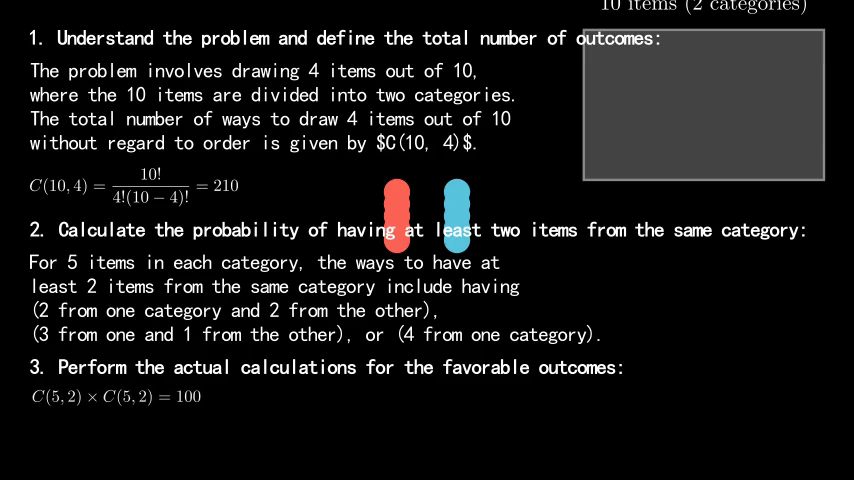 10 items (2 categories)
1. Understand the problem and define the total number of outcomes:
The problem involves drawing 4 items out of 10,
where the 10 items are divided into two categories.
The total number of ways to draw 4 items out of 10
without regard to order is given by $C(10, 4)$.
C(10, 4) = 10! / 4!(10 − 4)! = 210
2. Calculate the probability of having at least two items from the same category:
For 5 items in each category, the ways to have at
least 2 items from the same category include having
(2 from one category and 2 from the other),
(3 from one and 1 from the other), or (4 from one category).
3. Perform the actual calculations for the favorable outcomes:
C(5, 2) × C(5, 2) = 100